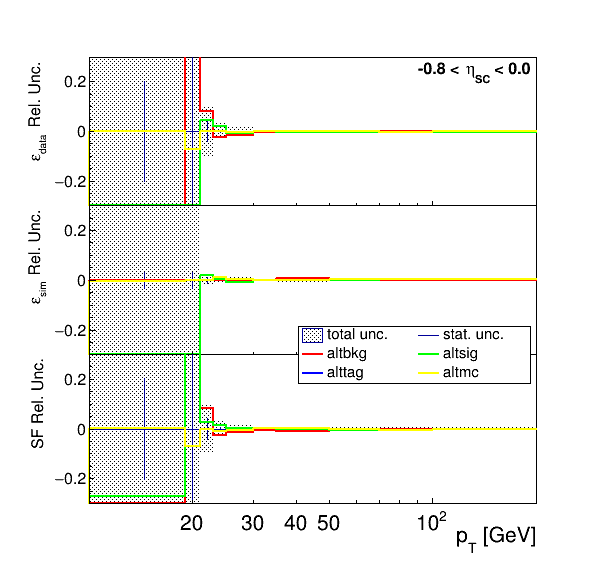 -0.8 < η_SC < 0.0
ε_data Rel. Unc.
0.2
0
−0.2
ε_sim Rel. Unc.
0.2
0
−0.2
total unc. stat. unc.
altbkg altsig
alttag altmc
SF Rel. Unc.
0.2
0
−0.2
20 30 40 50 10²
p_T [GeV]